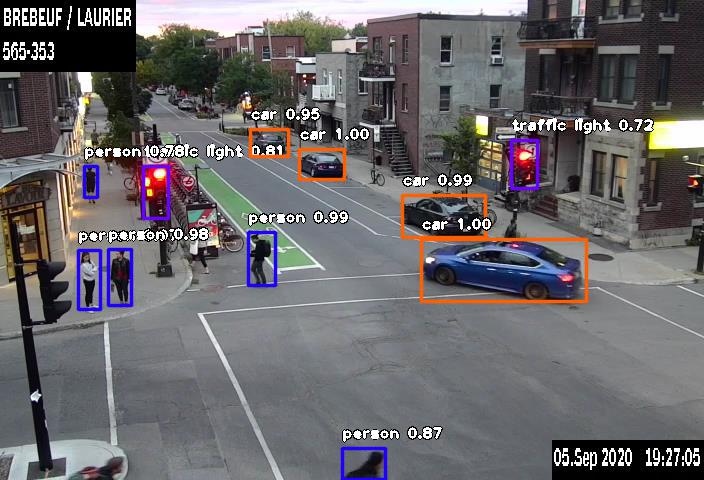 BREBEUF / LAURIER
565-353
car 0.95
car 1.00
traffic light 0.72
person 0.78
traffic light 0.81
car 0.99
person 0.99
car 1.00
person 0.98
person 0.87
05.Sep 2020 19:27:05